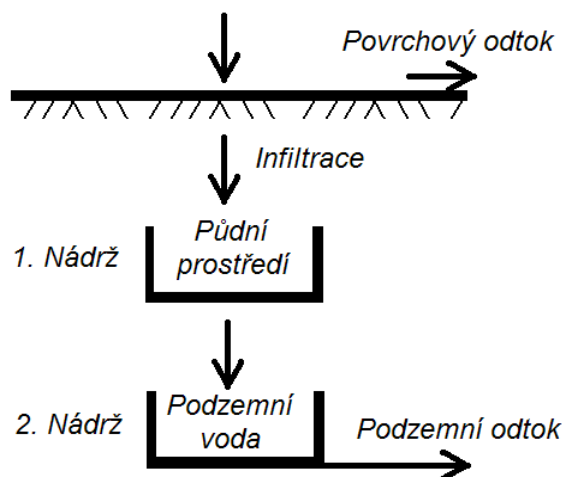 Povrchový odtok
Infiltrace
1. Nádrž
Půdní
prostředí
2. Nádrž
Podzemní
voda
Podzemní odtok